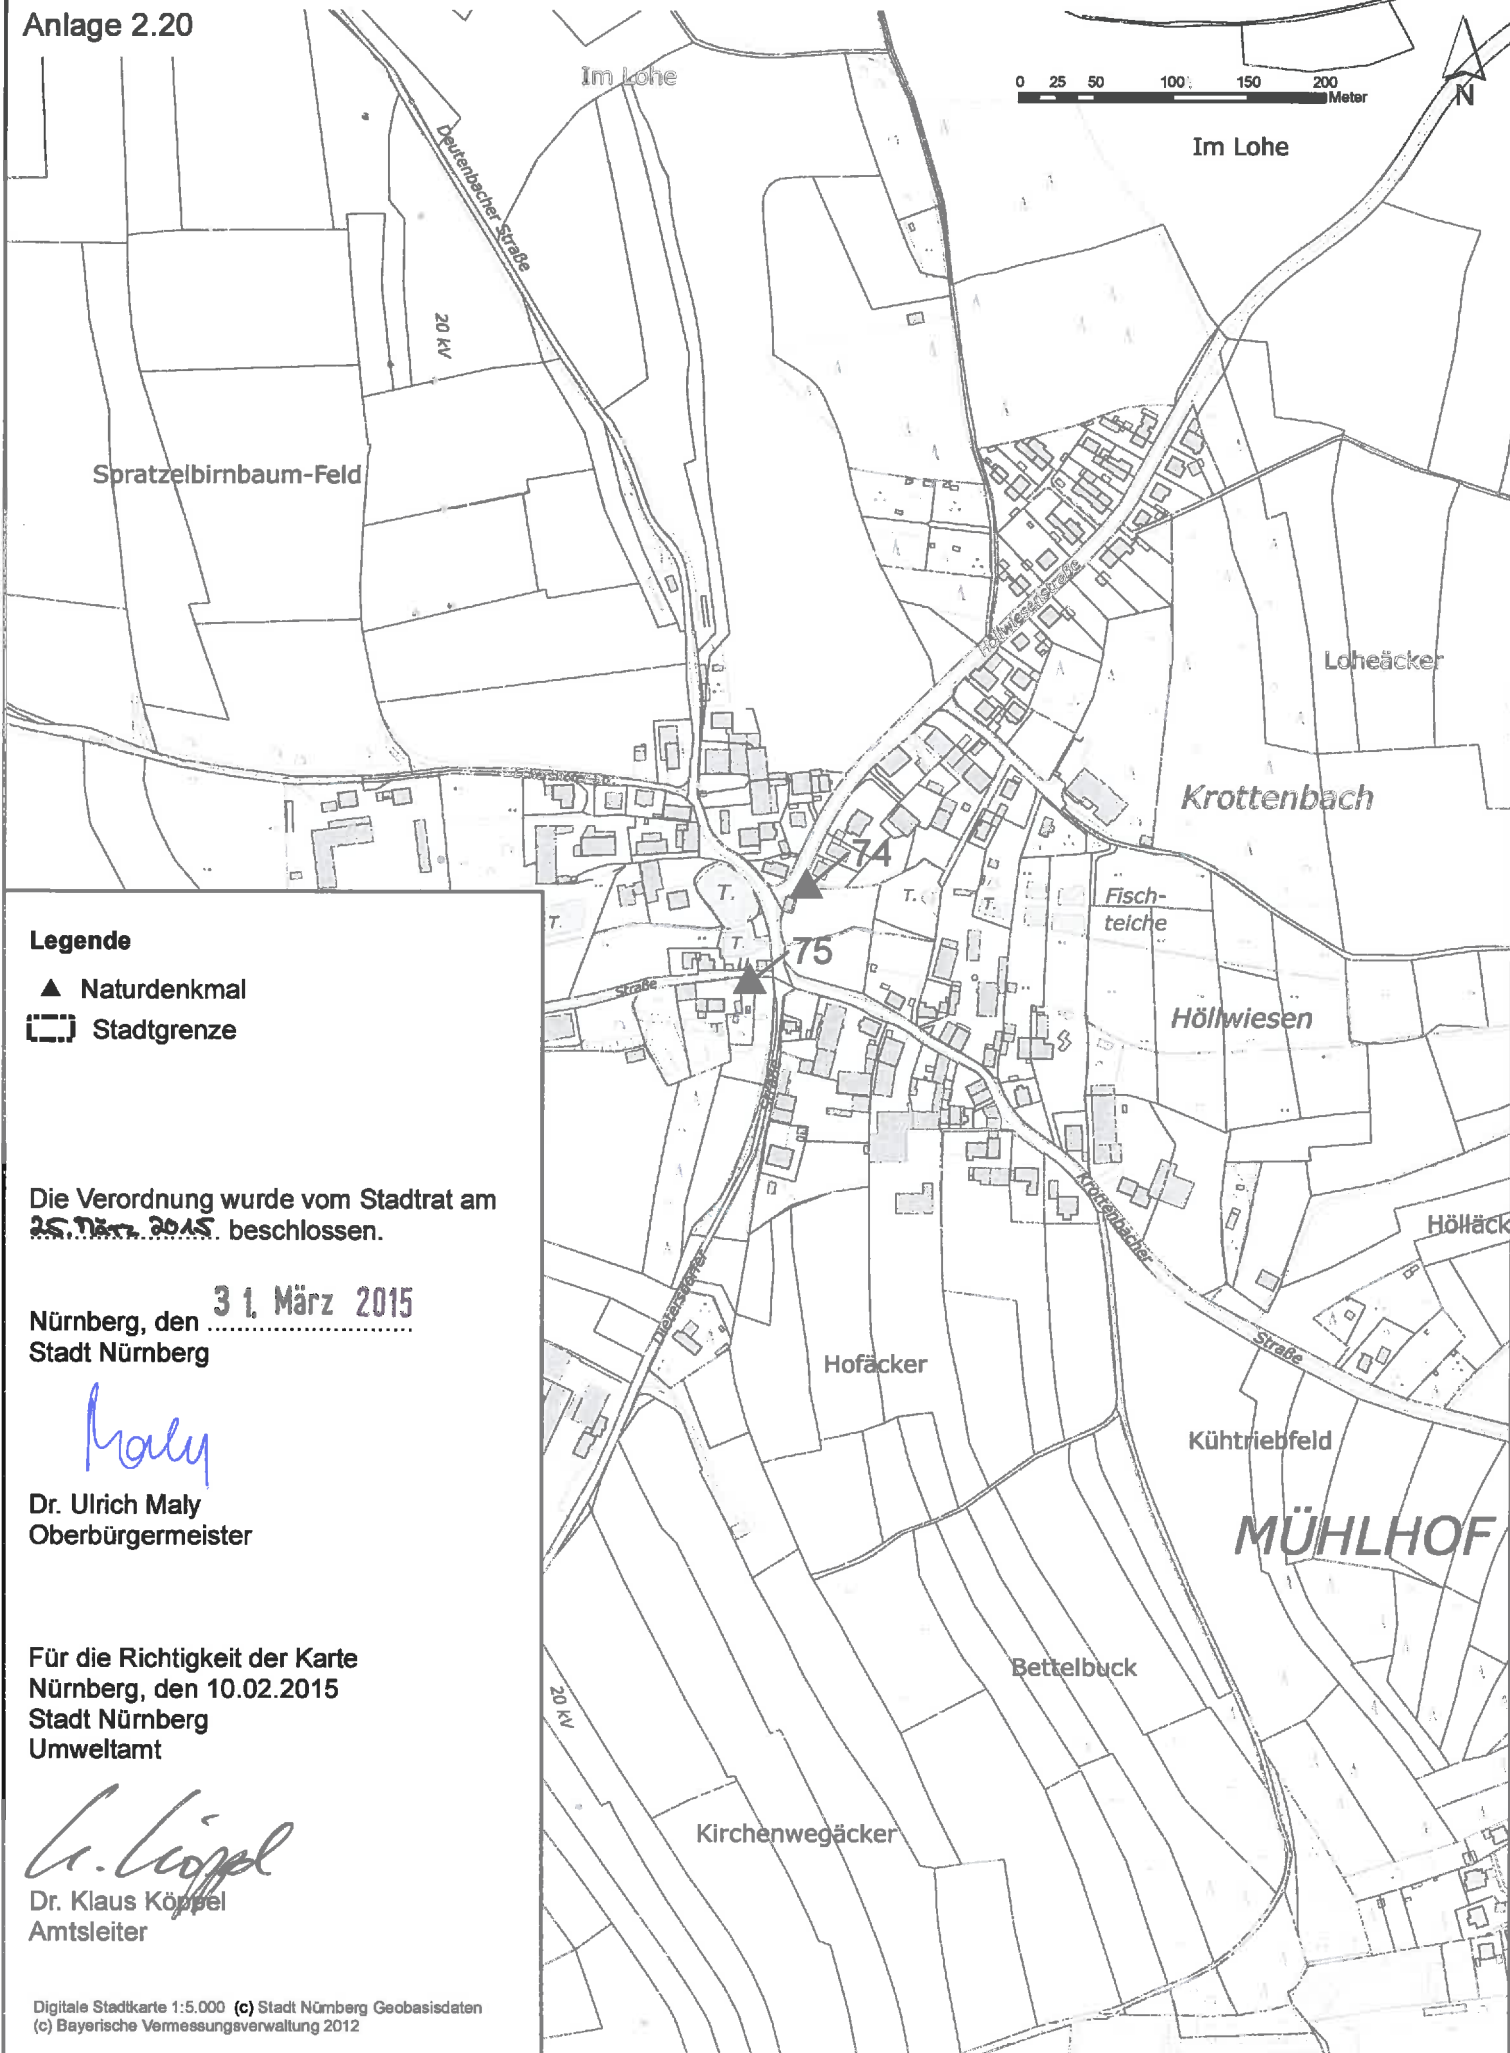 Anlage 2.20
Im Lohe
0 25 50 100 150 200
Meter
N
Im Lohe
Deutenbacher Straße
20 kV
Spratzelbirnbaum-Feld
Höllwiesenstraße
Loheäcker
Krottenbach
74
T.
T.
T.
Fisch-
teiche
T.
T.
75
Straße
Höllwiesen
T
Straße
Legende
Naturdenkmal
Stadtgrenze
Die Verordnung wurde vom Stadtrat am
25. März 2015. beschlossen.
Nürnberg, den 31. März 2015
Stadt Nürnberg
Maly
Dr. Ulrich Maly
Oberbürgermeister
Für die Richtigkeit der Karte
Nürnberg, den 10.02.2015
Stadt Nürnberg
Umweltamt
K. Köppel
Dr. Klaus Köppel
Amtsleiter
Digitale Stadtkarte 1:5.000 (c) Stadt Nürnberg Geobasisdaten
(c) Bayerische Vermessungsverwaltung 2012
Krottenbacher
Hölläck
Dietersdorfer
Straße
Hofäcker
Kühtriebfeld
MÜHLHOF
Bettelbuck
20 kV
Kirchenwegäcker